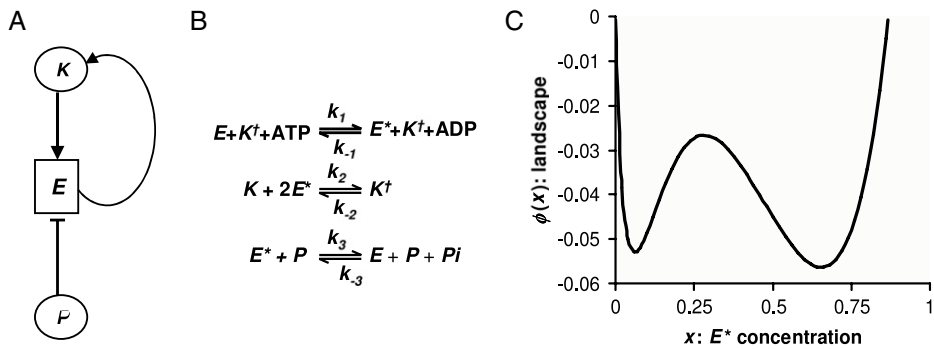 A
K
E
P
B
E+K†+ATP k₁ k₋₁ E*+K†+ADP
K + 2E* k₂ k₋₂ K†
E* + P k₃ k₋₃ E + P + Pi
C
ϕ(x): landscape
0
-0.01
-0.02
-0.03
-0.04
-0.05
-0.06
0 0.25 0.5 0.75 1
x: E* concentration